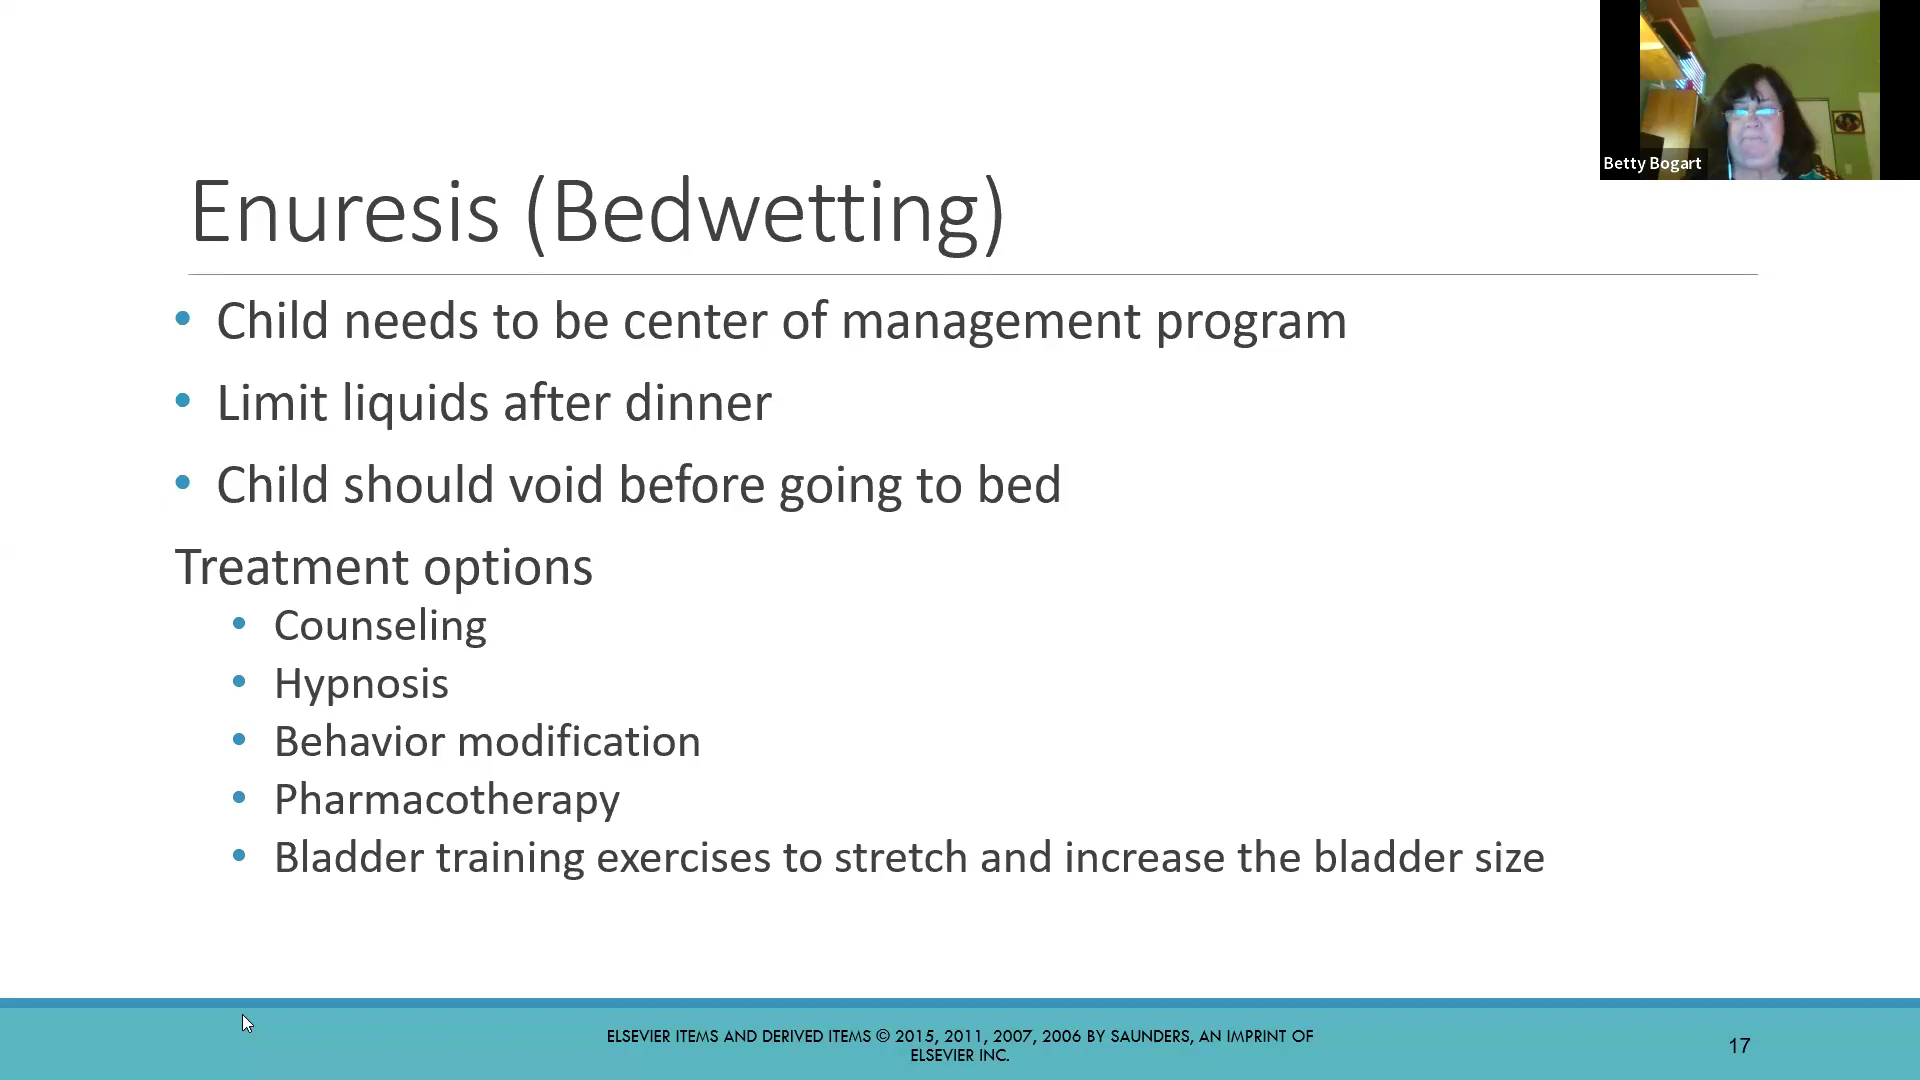 Betty Bogart
Enuresis (Bedwetting)
• Child needs to be center of management program
• Limit liquids after dinner
• Child should void before going to bed
Treatment options
• Counseling
• Hypnosis
• Behavior modification
• Pharmacotherapy
• Bladder training exercises to stretch and increase the bladder size
ELSEVIER ITEMS AND DERIVED ITEMS © 2015, 2011, 2007, 2006 BY SAUNDERS, AN IMPRINT OF
ELSEVIER INC.
17